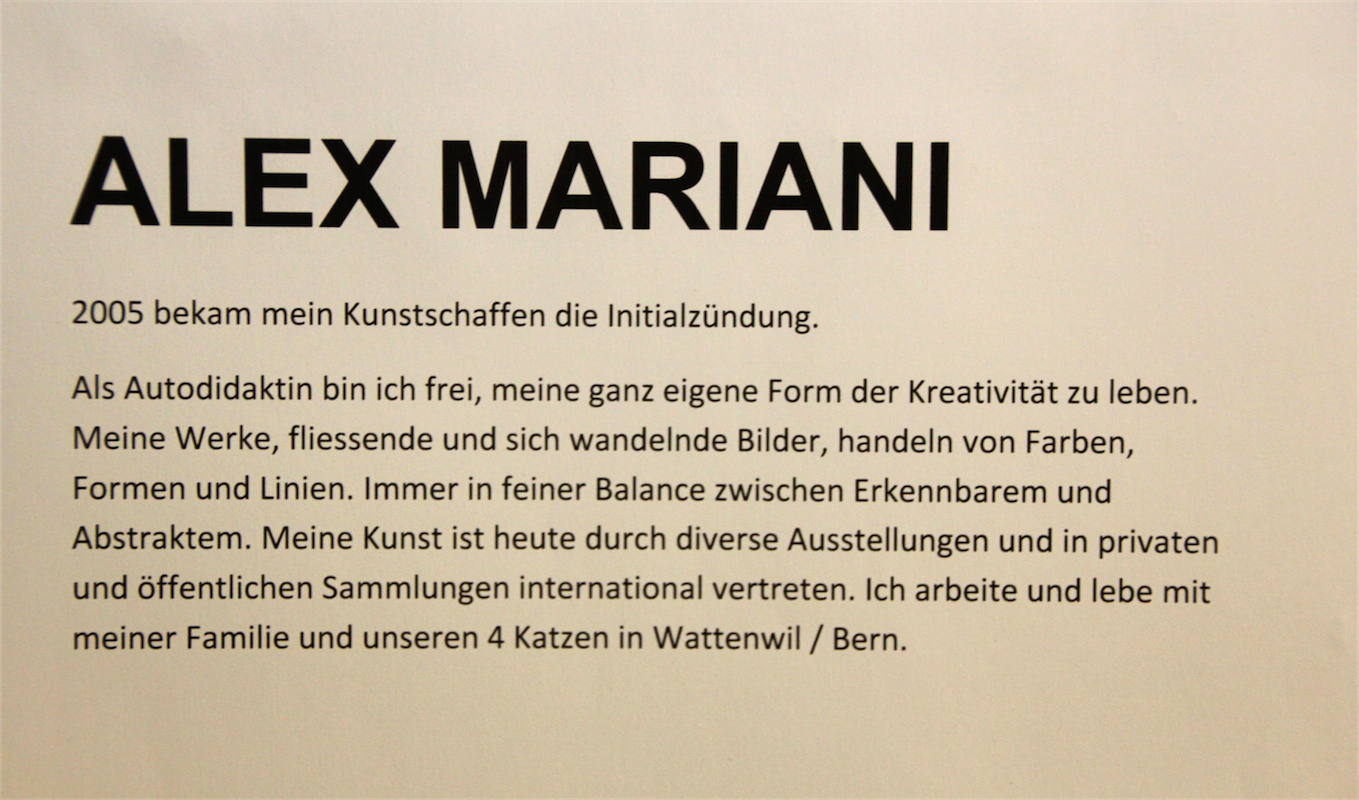 ALEX MARIANI
2005 bekam mein Kunstschaffen die Initialzündung.
Als Autodidaktin bin ich frei, meine ganz eigene Form der Kreativität zu leben.
Meine Werke, fliessende und sich wandelnde Bilder, handeln von Farben,
Formen und Linien. Immer in feiner Balance zwischen Erkennbarem und
Abstraktem. Meine Kunst ist heute durch diverse Ausstellungen und in privaten
und öffentlichen Sammlungen international vertreten. Ich arbeite und lebe mit
meiner Familie und unseren 4 Katzen in Wattenwil / Bern.